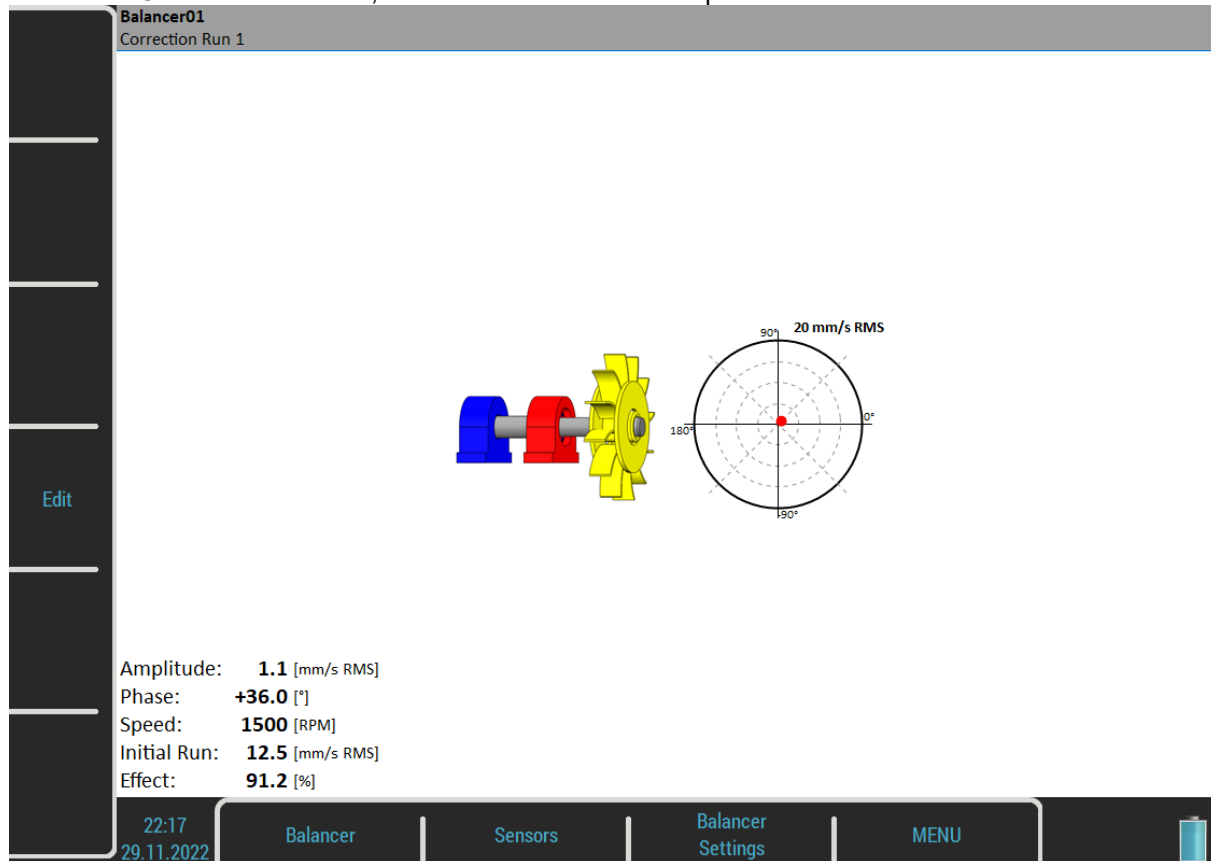 Balancer01
Correction Run 1
90°
20 mm/s RMS
180°
0°
-90°
Edit
Amplitude: 1.1 [mm/s RMS]
Phase: +36.0 [°]
Speed: 1500 [RPM]
Initial Run: 12.5 [mm/s RMS]
Effect: 91.2 [%]
22:17
29.11.2022
Balancer
Sensors
Balancer
Settings
MENU